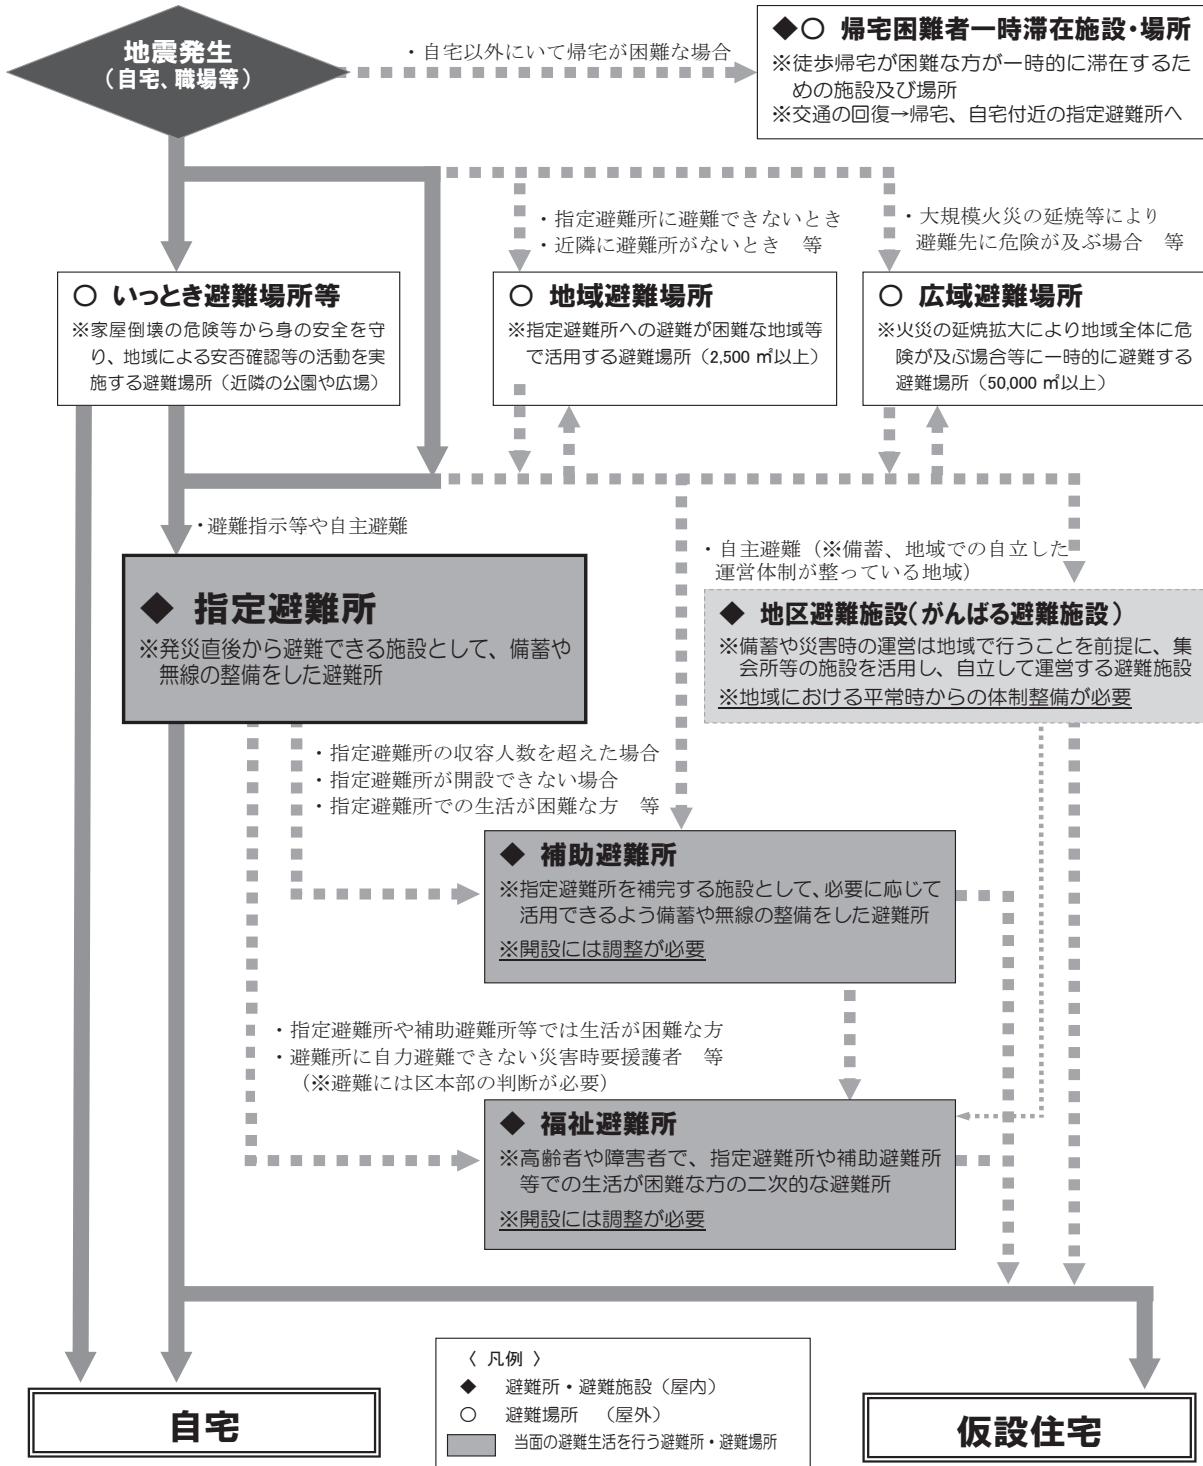 地震発生
（自宅、職場等）
・自宅以外にいて帰宅が困難な場合
◆○ 帰宅困難者一時滞在施設・場所
※徒歩帰宅が困難な方が一時的に滞在するた
めの施設及び場所
※交通の回復→帰宅、自宅付近の指定避難所へ
・指定避難所に避難できないとき
・近隣に避難所がないとき　等
・大規模火災の延焼等により
避難先に危険が及ぶ場合　等
○ いっとき避難場所等
※家屋倒壊の危険等から身の安全を守
り、地域による安否確認等の活動を実
施する避難場所（近隣の公園や広場）
○ 地域避難場所
※指定避難所への避難が困難な地域等
で活用する避難場所（2,500 ㎡以上）
○ 広域避難場所
※火災の延焼拡大により地域全体に危
険が及ぶ場合等に一時的に避難する
避難場所（50,000 ㎡以上）
・避難指示等や自主避難
◆ 指定避難所
※発災直後から避難できる施設として、備蓄や
無線の整備をした避難所
・自主避難（※備蓄、地域での自立した
運営体制が整っている地域）
◆ 地区避難施設（がんばる避難施設）
※備蓄や災害時の運営は地域で行うことを前提に、集
会所等の施設を活用し、自立して運営する避難施設
※地域における平常時からの体制整備が必要
・指定避難所の収容人数を超えた場合
・指定避難所が開設できない場合
・指定避難所での生活が困難な方　等
◆ 補助避難所
※指定避難所を補完する施設として、必要に応じて
活用できるよう備蓄や無線の整備をした避難所
※開設には調整が必要
・指定避難所や補助避難所等では生活が困難な方
・避難所に自力避難できない災害時要援護者　等
（※避難には区本部の判断が必要）
◆ 福祉避難所
※高齢者や障害者で、指定避難所や補助避難所
等での生活が困難な方の二次的な避難所
※開設には調整が必要
自宅
〈 凡例 〉
◆　避難所・避難施設（屋内）
○　避難場所　（屋外）
当面の避難生活を行う避難所・避難場所
仮設住宅